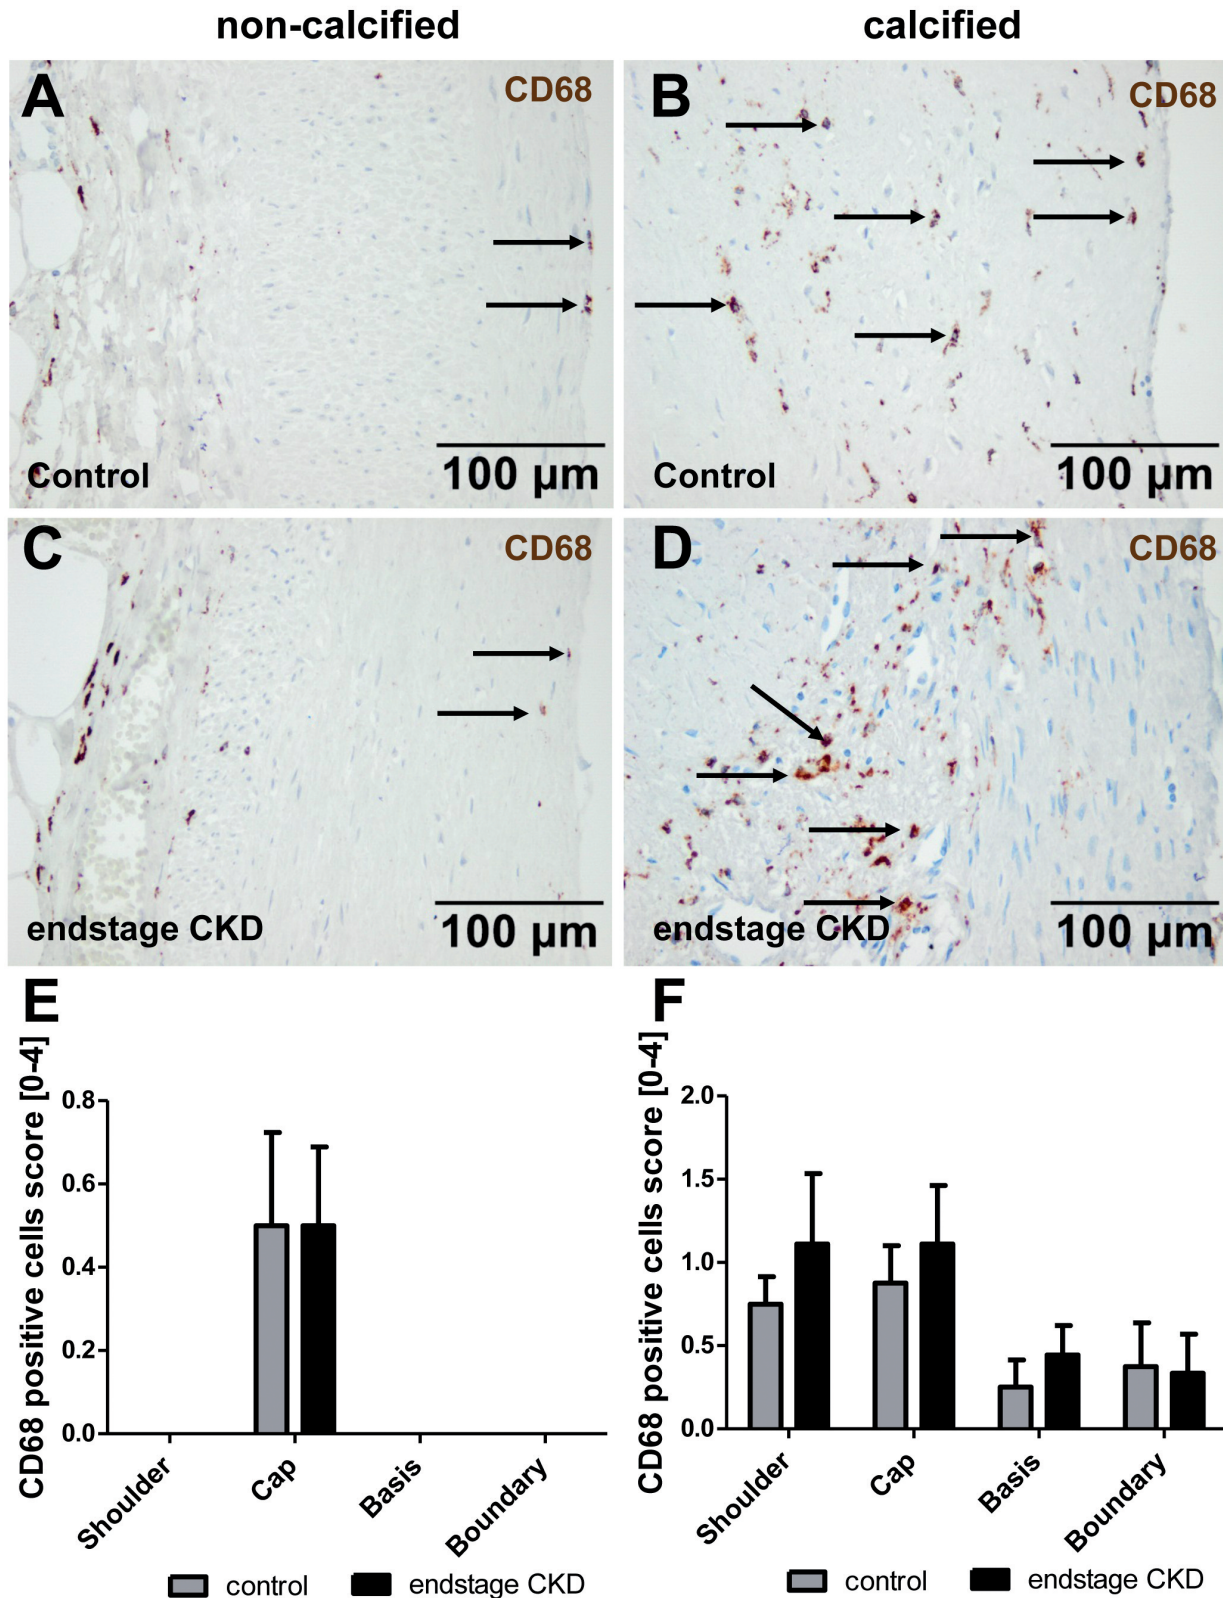 non-calcified
calcified
A
CD68
Control
100 µm
B
CD68
Control
100 µm
C
CD68
endstage CKD
100 µm
D
CD68
endstage CKD
100 µm
E
CD68 positive cells score [0-4]
0.8
0.6
0.4
0.2
0.0
Shoulder
Cap
Basis
Boundary
control
endstage CKD
F
CD68 positive cells score [0-4]
2.0
1.5
1.0
0.5
0.0
Shoulder
Cap
Basis
Boundary
control
endstage CKD